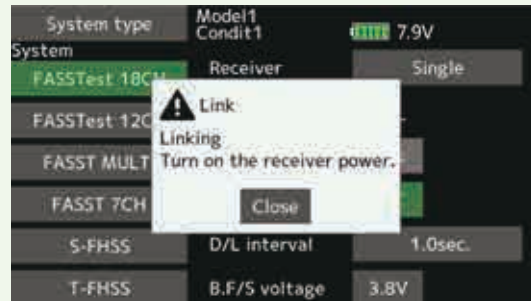 System type
Model1
Condit1
7.9V
System
FASSTest 18CH
Receiver
Single
FASSTest 12C
Link
Linking
Turn on the receiver power.
FASST MULT
FASST 7CH
Close
S-FHSS
D/L interval
1.0sec.
T-FHSS
B.F/S voltage
3.8V